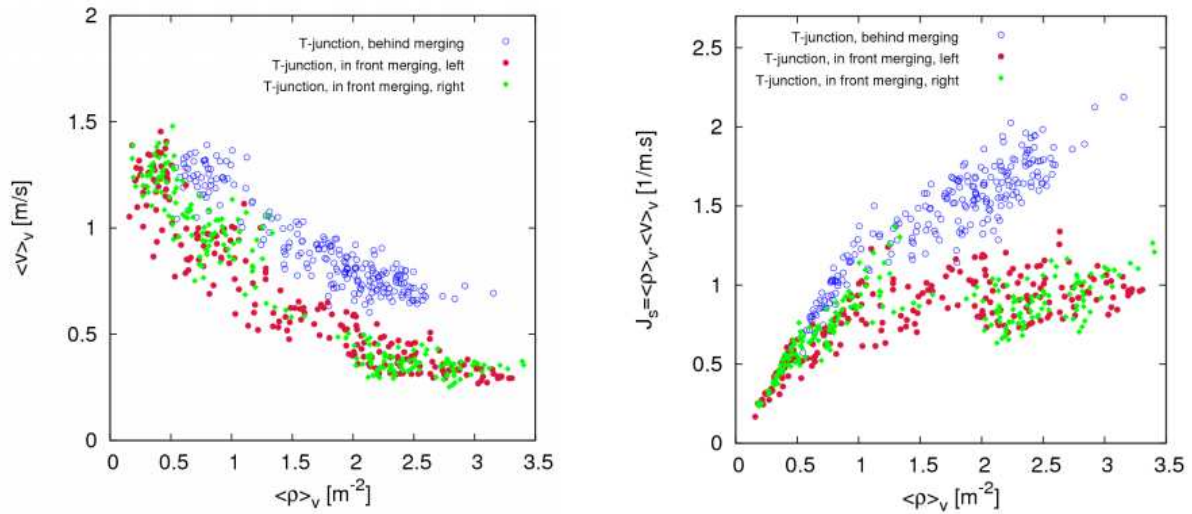 2
1.5
1
0.5
0
<v>v [m/s]
T-junction, behind merging
T-junction, in front merging, left
T-junction, in front merging, right
0 0.5 1 1.5 2 2.5 3 3.5
<ρ>v [m-2]
2.5
2
1.5
1
0.5
0
Js=<ρ>v.<v>v [1/m.s]
T-junction, behind merging
T-junction, in front merging, left
T-junction, in front merging, right
0 0.5 1 1.5 2 2.5 3 3.5
<ρ>v [m-2]